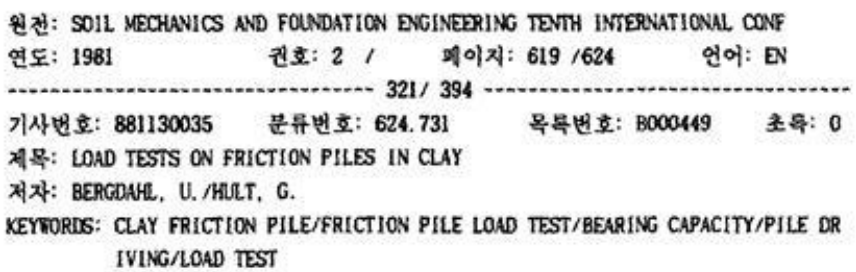 원전: SOIL MECHANICS AND FOUNDATION ENGINEERING TENTH INTERNATIONAL CONF
연도: 1981 권호: 2 / 페이지: 619 /624 언어: EN
--------------------------------- 321/ 394 ---------------------------------
기사번호: 881130035 분류번호: 624.731 목록번호: B000449 초록: 0
제목: LOAD TESTS ON FRICTION PILES IN CLAY
저자: BERGDAHL, U./HULT, G.
KEYWORDS: CLAY FRICTION PILE/FRICTION PILE LOAD TEST/BEARING CAPACITY/PILE DR
IVING/LOAD TEST